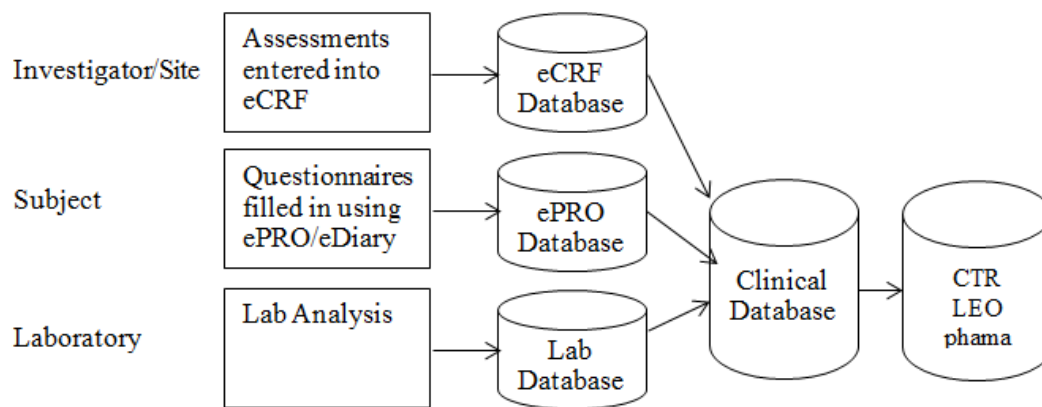 Investigator/Site
Assessments
entered into
eCRF
eCRF
Database
Subject
Questionnaires
filled in using
ePRO/eDiary
ePRO
Database
Laboratory
Lab Analysis
Lab
Database
Clinical
Database
CTR
LEO
phama